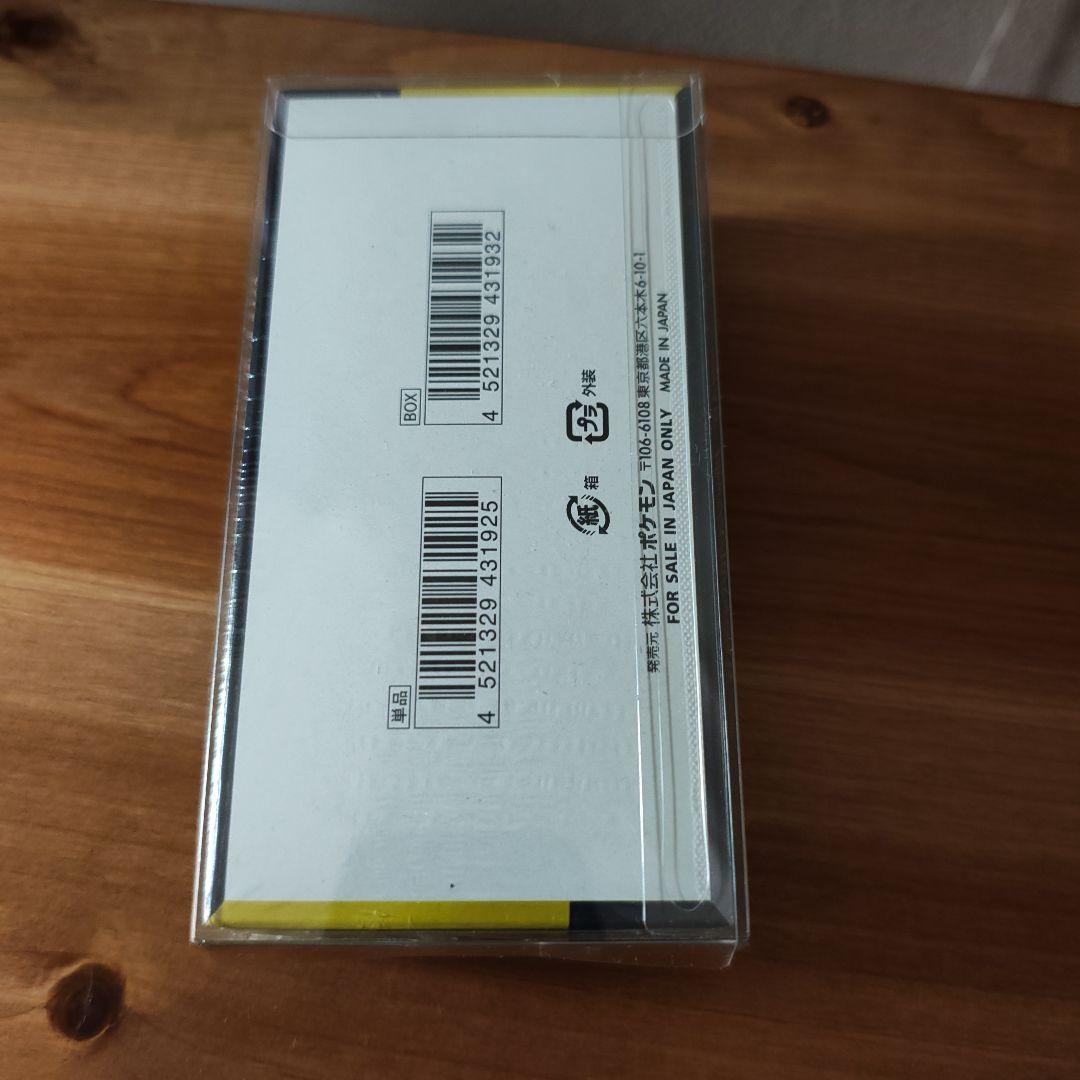 単品
4 521329 431925
BOX
4 521329 431932
紙 箱
プラ 外装
発売元 株式会社 ポケモン 〒106-6108 東京都港区六本木6-10-1
FOR SALE IN JAPAN ONLY MADE IN JAPAN